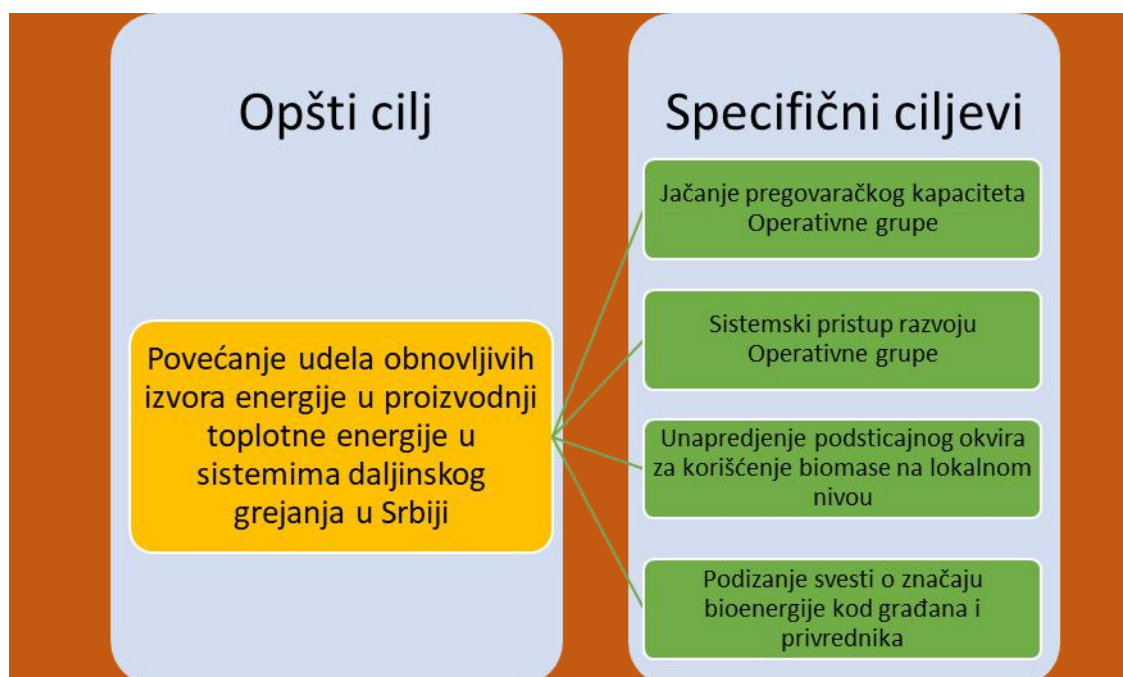 Opšti cilj
Povećanje udela obnovljivih
izvora energije u proizvodnji
toplotne energije u
sistemima daljinskog
grejanja u Srbiji
Specifični ciljevi
Jačanje pregovaračkog kapaciteta
Operativne grupe
Sistemski pristup razvoju
Operativne grupe
Unapredjenje podsticajnog okvira
za korišćenje biomase na lokalnom
nivou
Podizanje svesti o značaju
bioenergije kod građana i
privrednika